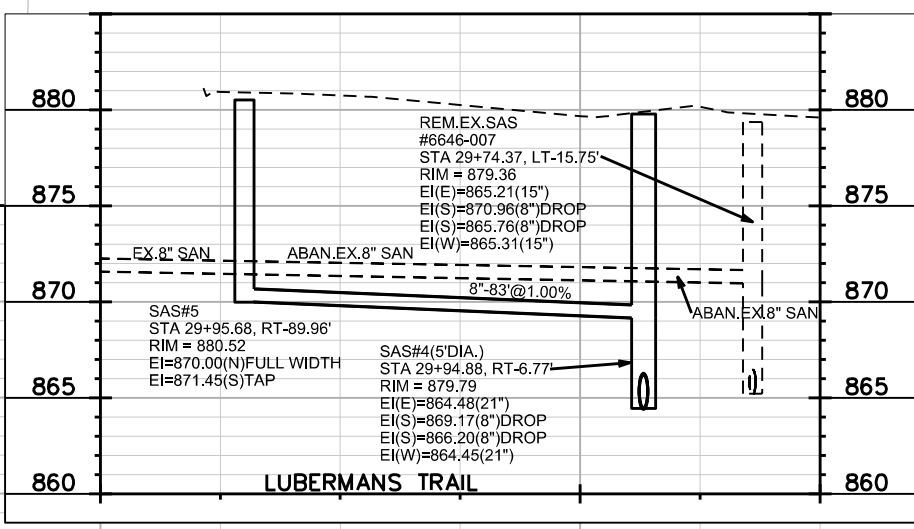 880
880
REM.EX.SAS
#6646-007
STA 29+74.37, LT-15.75'
RIM = 879.36
EI(E)=865.21(15")
EI(S)=870.96(8")DROP
EI(S)=865.76(8")DROP
EI(W)=865.31(15")
875
875
EX.8" SAN
ABAN.EX.8" SAN
8"-83'@1.00%
870
870
ABAN.EX.8" SAN
SAS#5
STA 29+95.68, RT-89.96'
RIM = 880.52
EI=870.00(N)FULL WIDTH
EI=871.45(S)TAP
SAS#4(5'DIA.)
STA 29+94.88, RT-6.77'
RIM = 879.79
EI(E)=864.48(21")
EI(S)=869.17(8")DROP
EI(S)=866.20(8")DROP
EI(W)=864.45(21")
865
865
860
860
LUBERMANS TRAIL